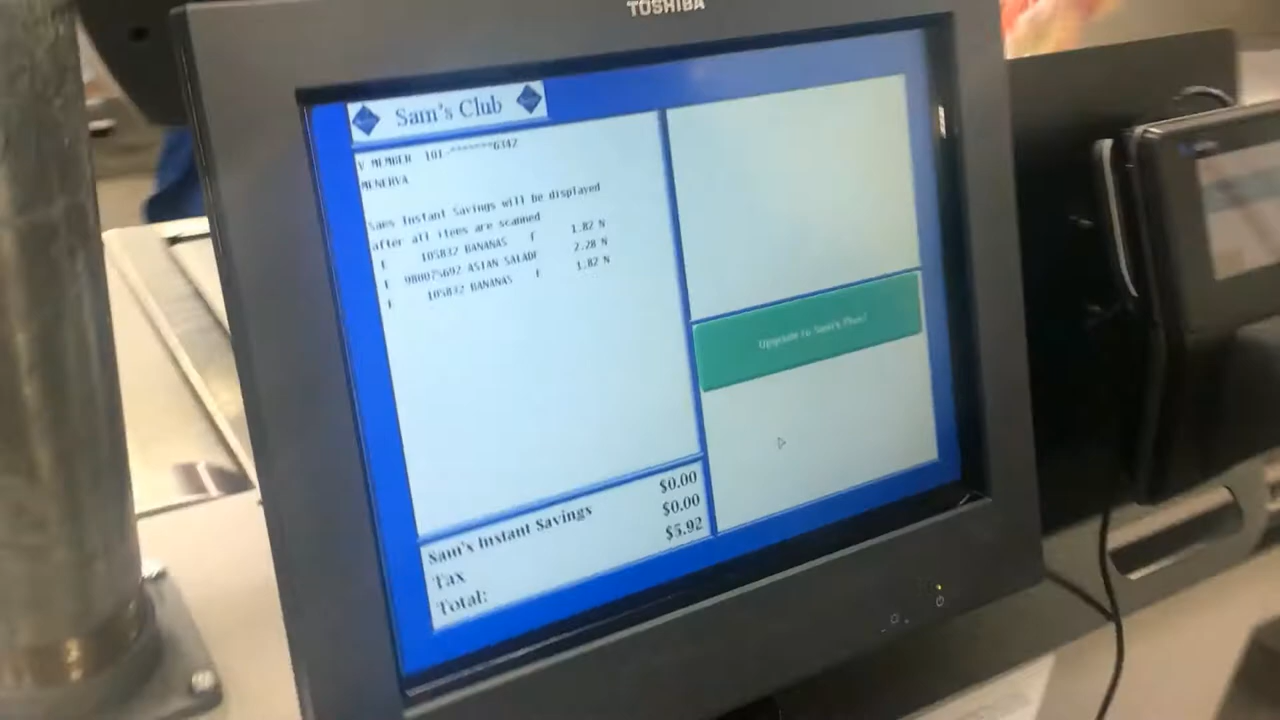 TOSHIBA
Sam's Club
V MEMBER 101-*******6342
MENERVA
Sams Instant Savings will be displayed
after all items are scanned
E 105832 BANANAS F 1.82 N
E 980075692 ASIAN SALADF 2.28 N
E 105832 BANANAS F 1.82 N
Upgrade to Sam's Plus!
Sam's Instant Savings $0.00
Tax $0.00
Total: $5.92